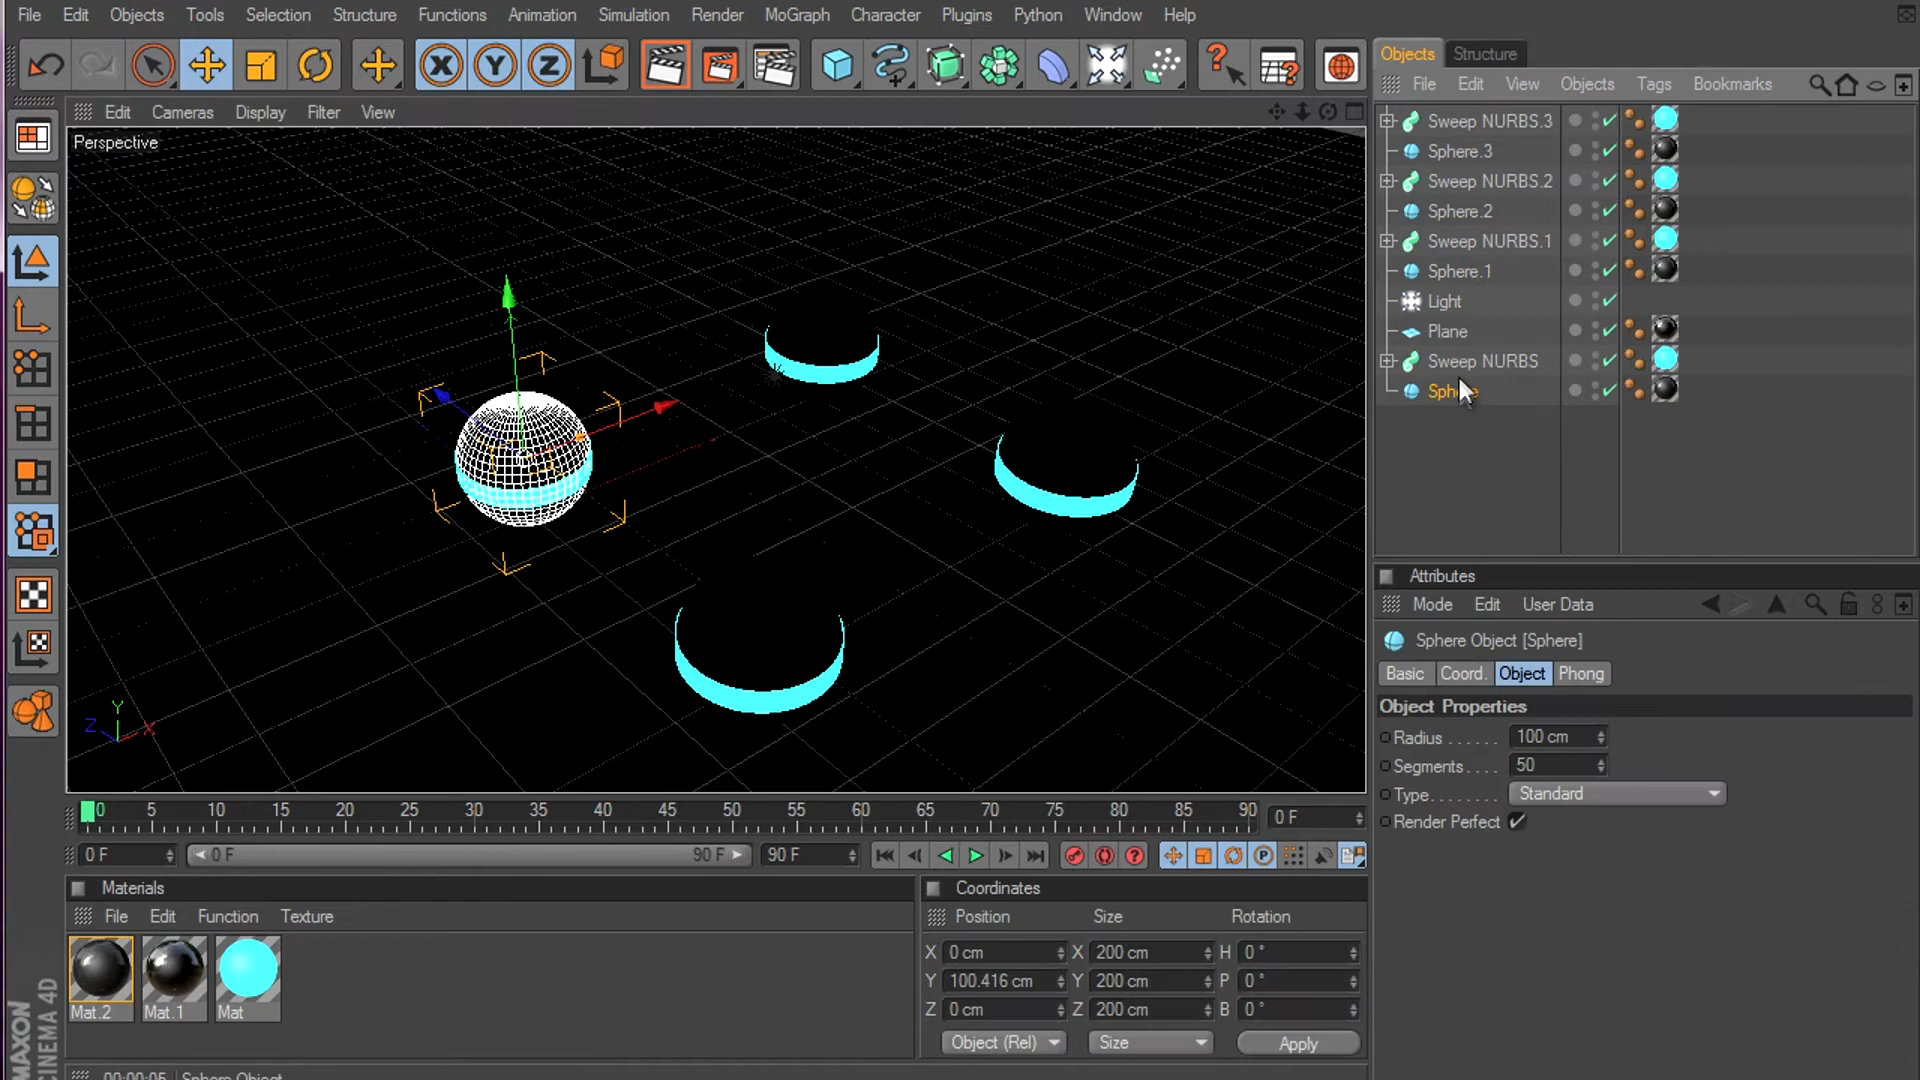 File Edit Objects Tools Selection Structure Functions Animation Simulation Render MoGraph Character Plugins Python Window Help
Objects Structure
File Edit View Objects Tags Bookmarks
Edit Cameras Display Filter View
Perspective
Sweep NURBS.3
Sphere.3
Sweep NURBS.2
Sphere.2
Sweep NURBS.1
Sphere.1
Light
Plane
Sweep NURBS
Attributes
Mode Edit User Data
Sphere Object [Sphere]
Basic Coord. Object Phong
Object Properties
Radius . . . . . . 100 cm
Segments. . . . 50
Type. . . . . . . . Standard
Render Perfect
Y
Z X
0 5 10 15 20 25 30 35 40 45 50 55 60 65 70 75 80 85 90 0 F
0 F 0 F 90 F 90 F
Materials
File Edit Function Texture
Mat.2 Mat.1 Mat
Coordinates
Position Size Rotation
X 0 cm X 200 cm H 0 °
Y 100.416 cm Y 200 cm P 0 °
Z 0 cm Z 200 cm B 0 °
Object (Rel) Size Apply
MAXON
CINEMA 4D
00:00:05 Sphere Object